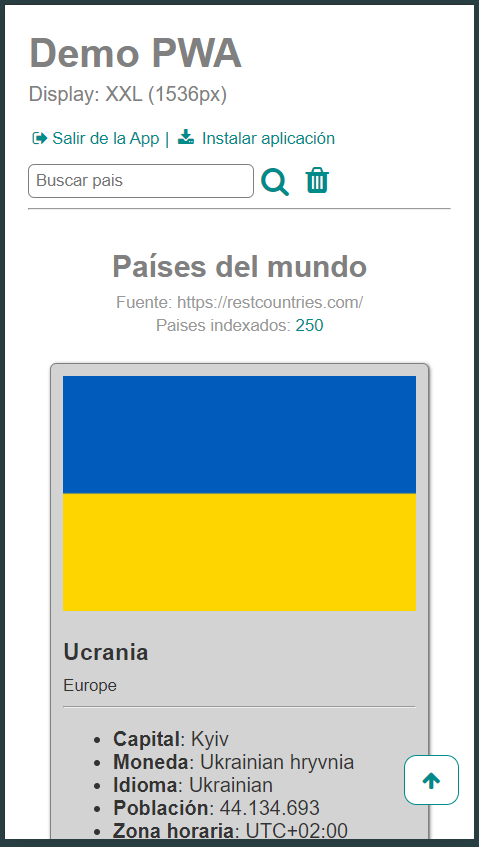 Demo PWA
Display: XXL (1536px)
Salir de la App | Instalar aplicación
Buscar pais
Países del mundo
Fuente: https://restcountries.com/
Paises indexados: 250
Ucrania
Europe
Capital: Kyiv
Moneda: Ukrainian hryvnia
Idioma: Ukrainian
Población: 44.134.693
Zona horaria: UTC+02:00